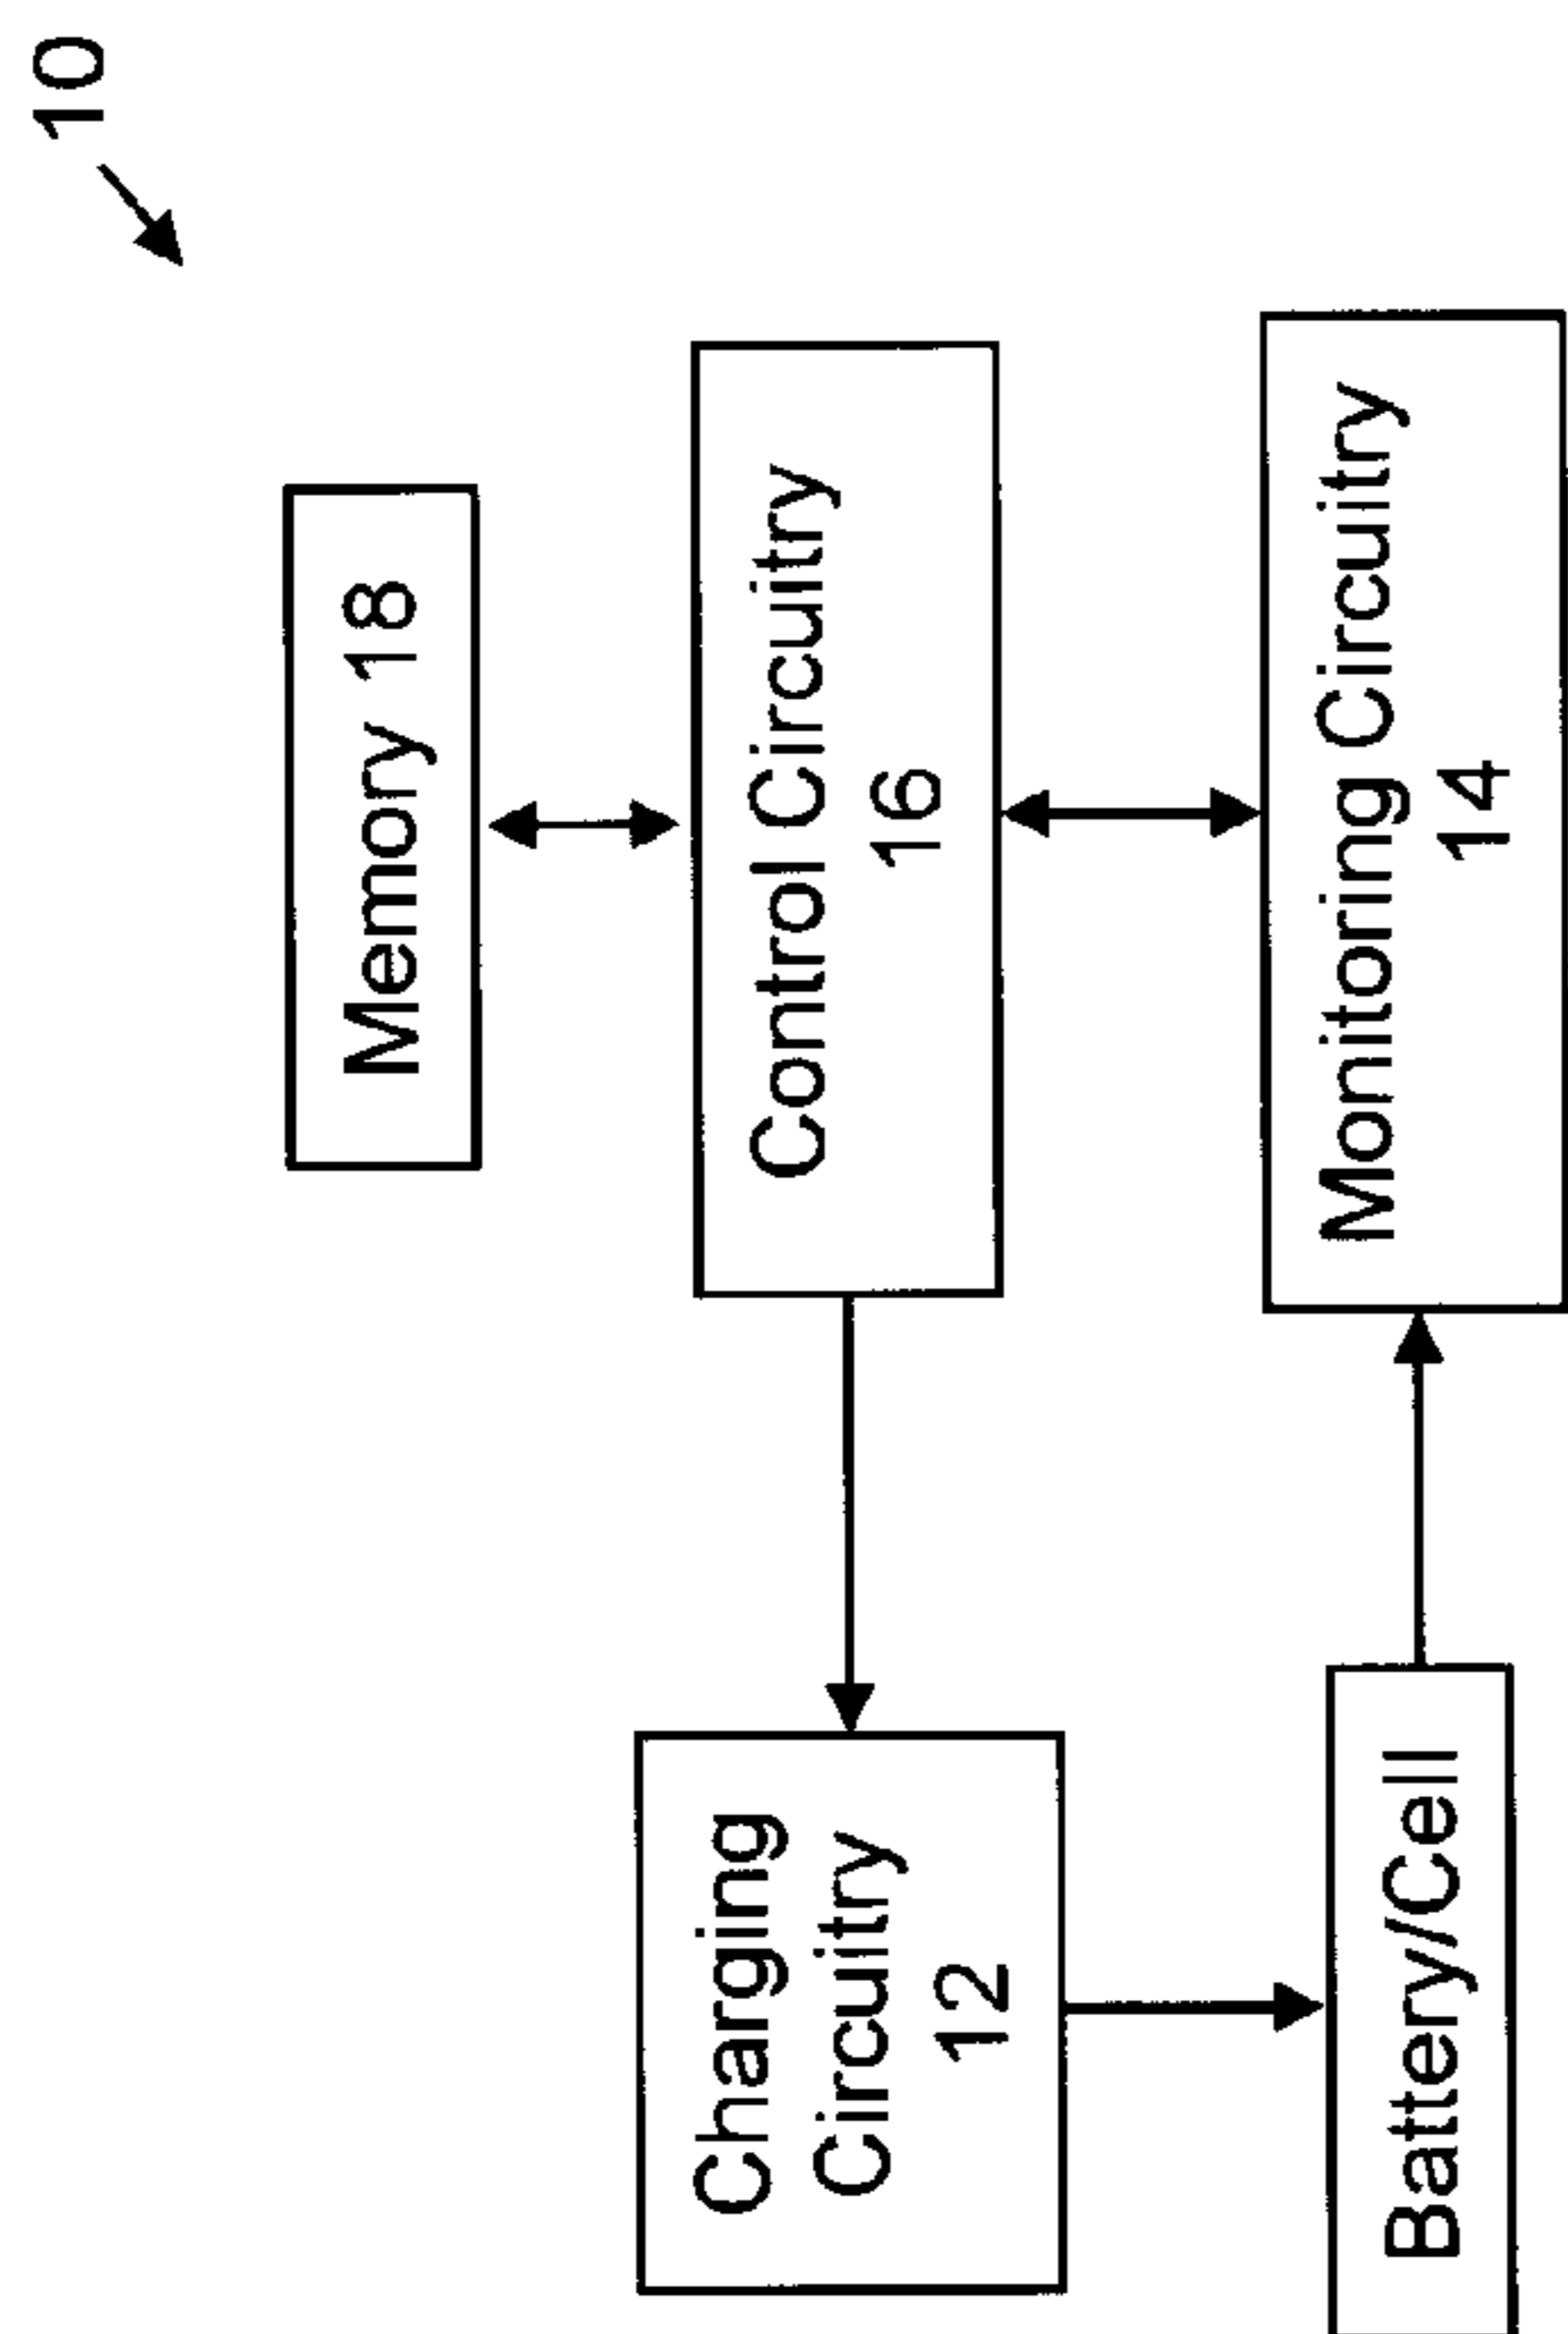 10
Memory 18
Control Circuitry
16
Charging
Circuitry
12
Monitoring Circuitry
14
Battery/Cell